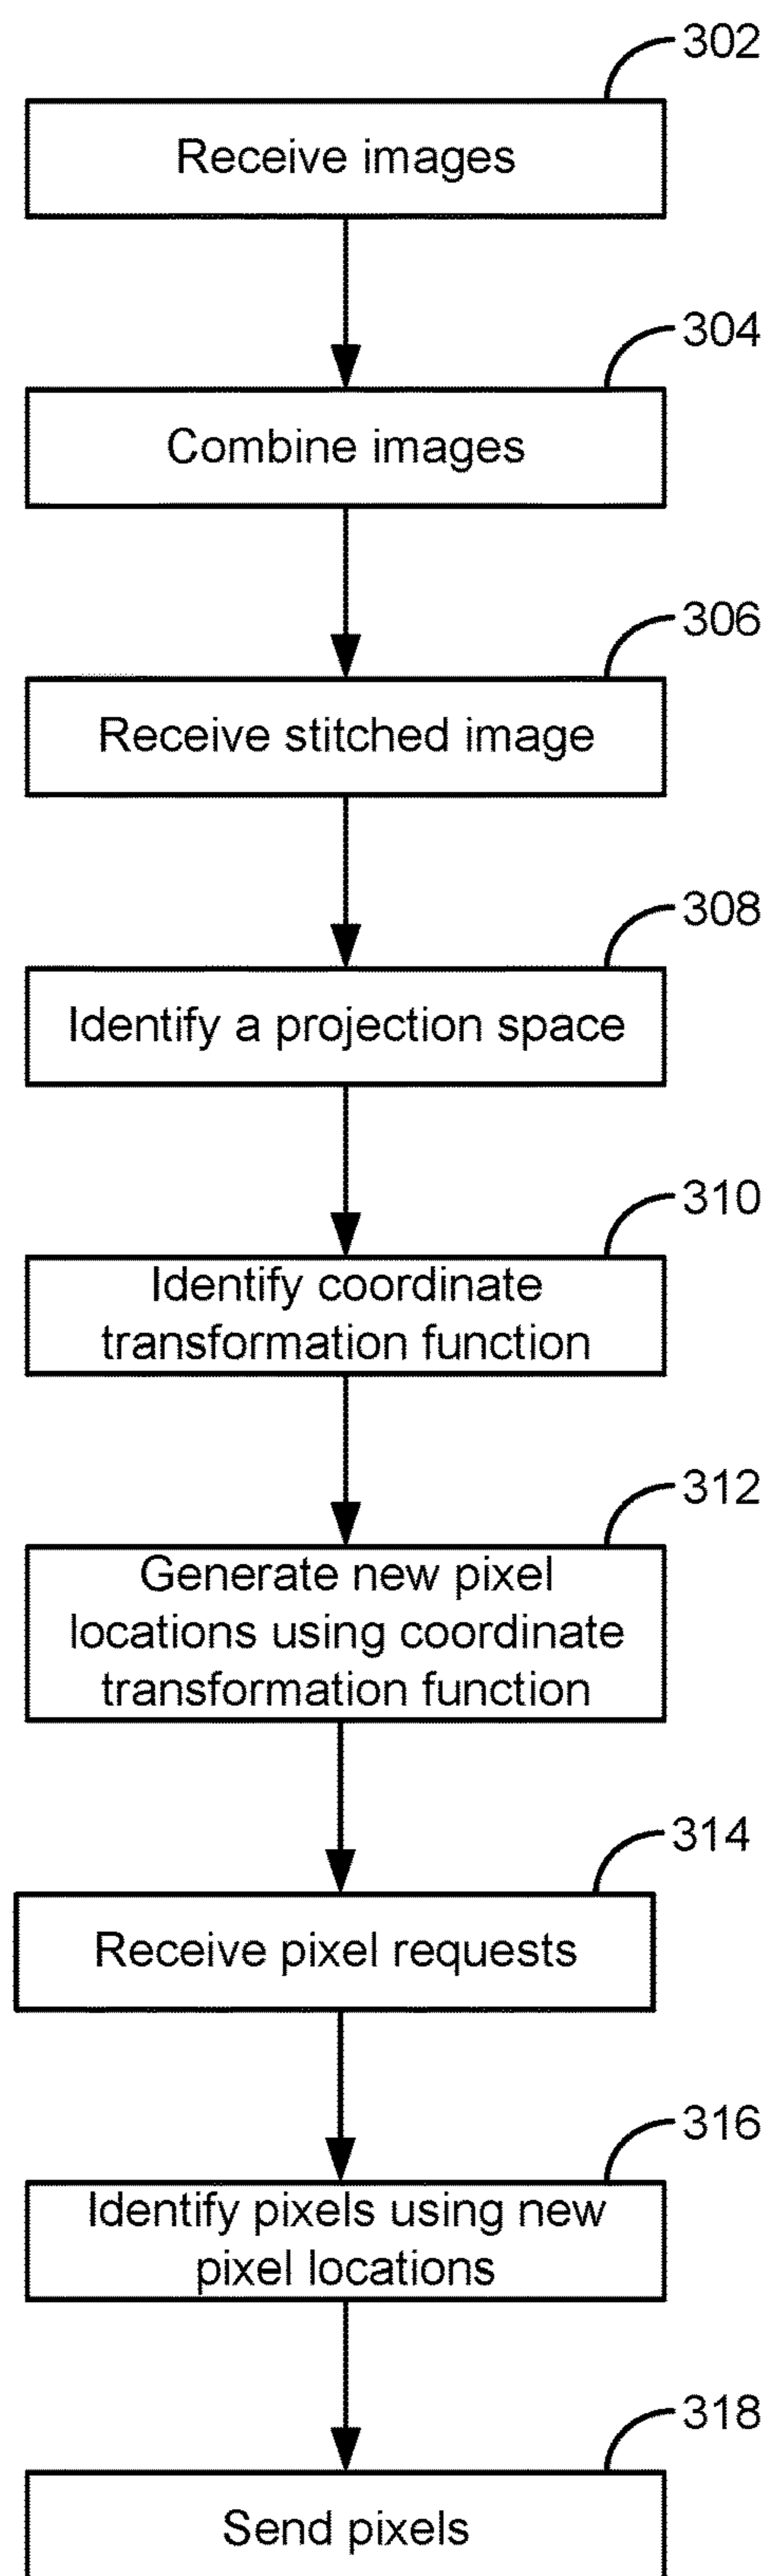 302
Receive images
304
Combine images
306
Receive stitched image
308
Identify a projection space
310
Identify coordinate
transformation function
312
Generate new pixel
locations using coordinate
transformation function
314
Receive pixel requests
316
Identify pixels using new
pixel locations
318
Send pixels